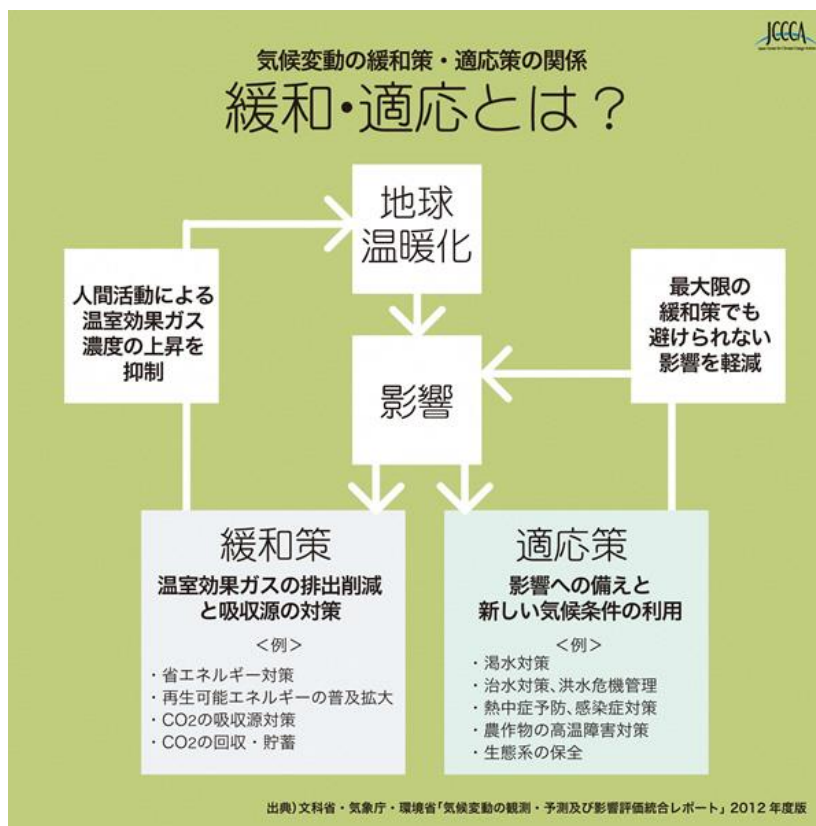 JCCCA
気候変動の緩和策・適応策の関係
緩和・適応とは？
地球
温暖化
人間活動による
温室効果ガス
濃度の上昇を
抑制
最大限の
緩和策でも
避けられない
影響を軽減
影響
緩和策
温室効果ガスの排出削減
と吸収源の対策
＜例＞
・省エネルギー対策
・再生可能エネルギーの普及拡大
・CO2の吸収源対策
・CO2の回収・貯蓄
適応策
影響への備えと
新しい気候条件の利用
＜例＞
・渇水対策
・治水対策、洪水危機管理
・熱中症予防、感染症対策
・農作物の高温障害対策
・生態系の保全
出典）文科省・気象庁・環境省「気候変動の観測・予測及び影響評価統合レポート」2012年度版